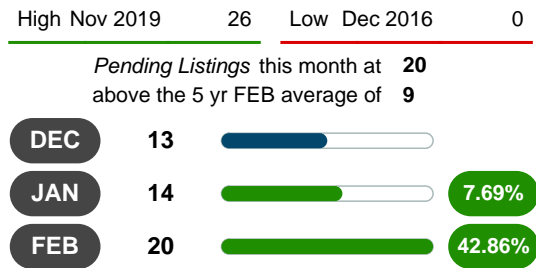 High Nov 2019 26 Low Dec 2016 0
Pending Listings this month at 20
above the 5 yr FEB average of 9
DEC 13
JAN 14 7.69%
FEB 20 42.86%